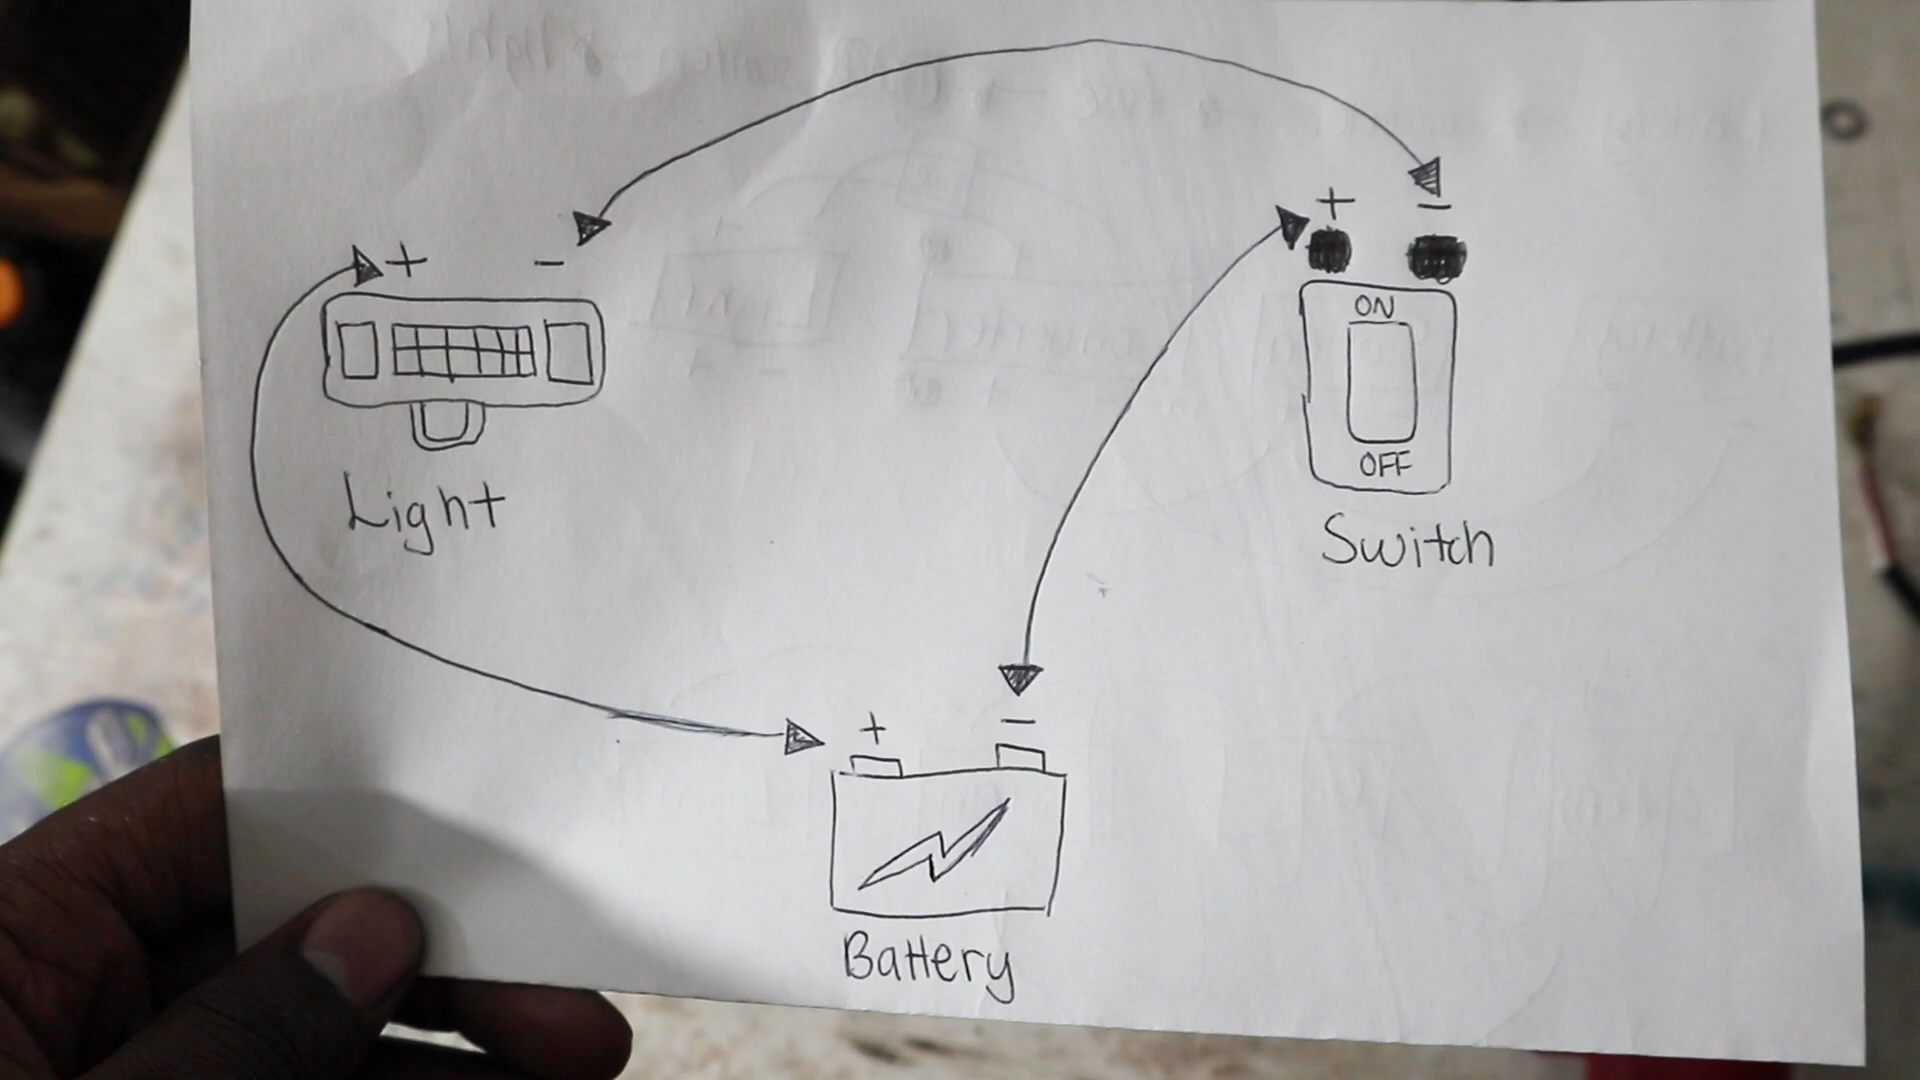 + -
+ -
ON
OFF
Light
Switch
+ -
Battery